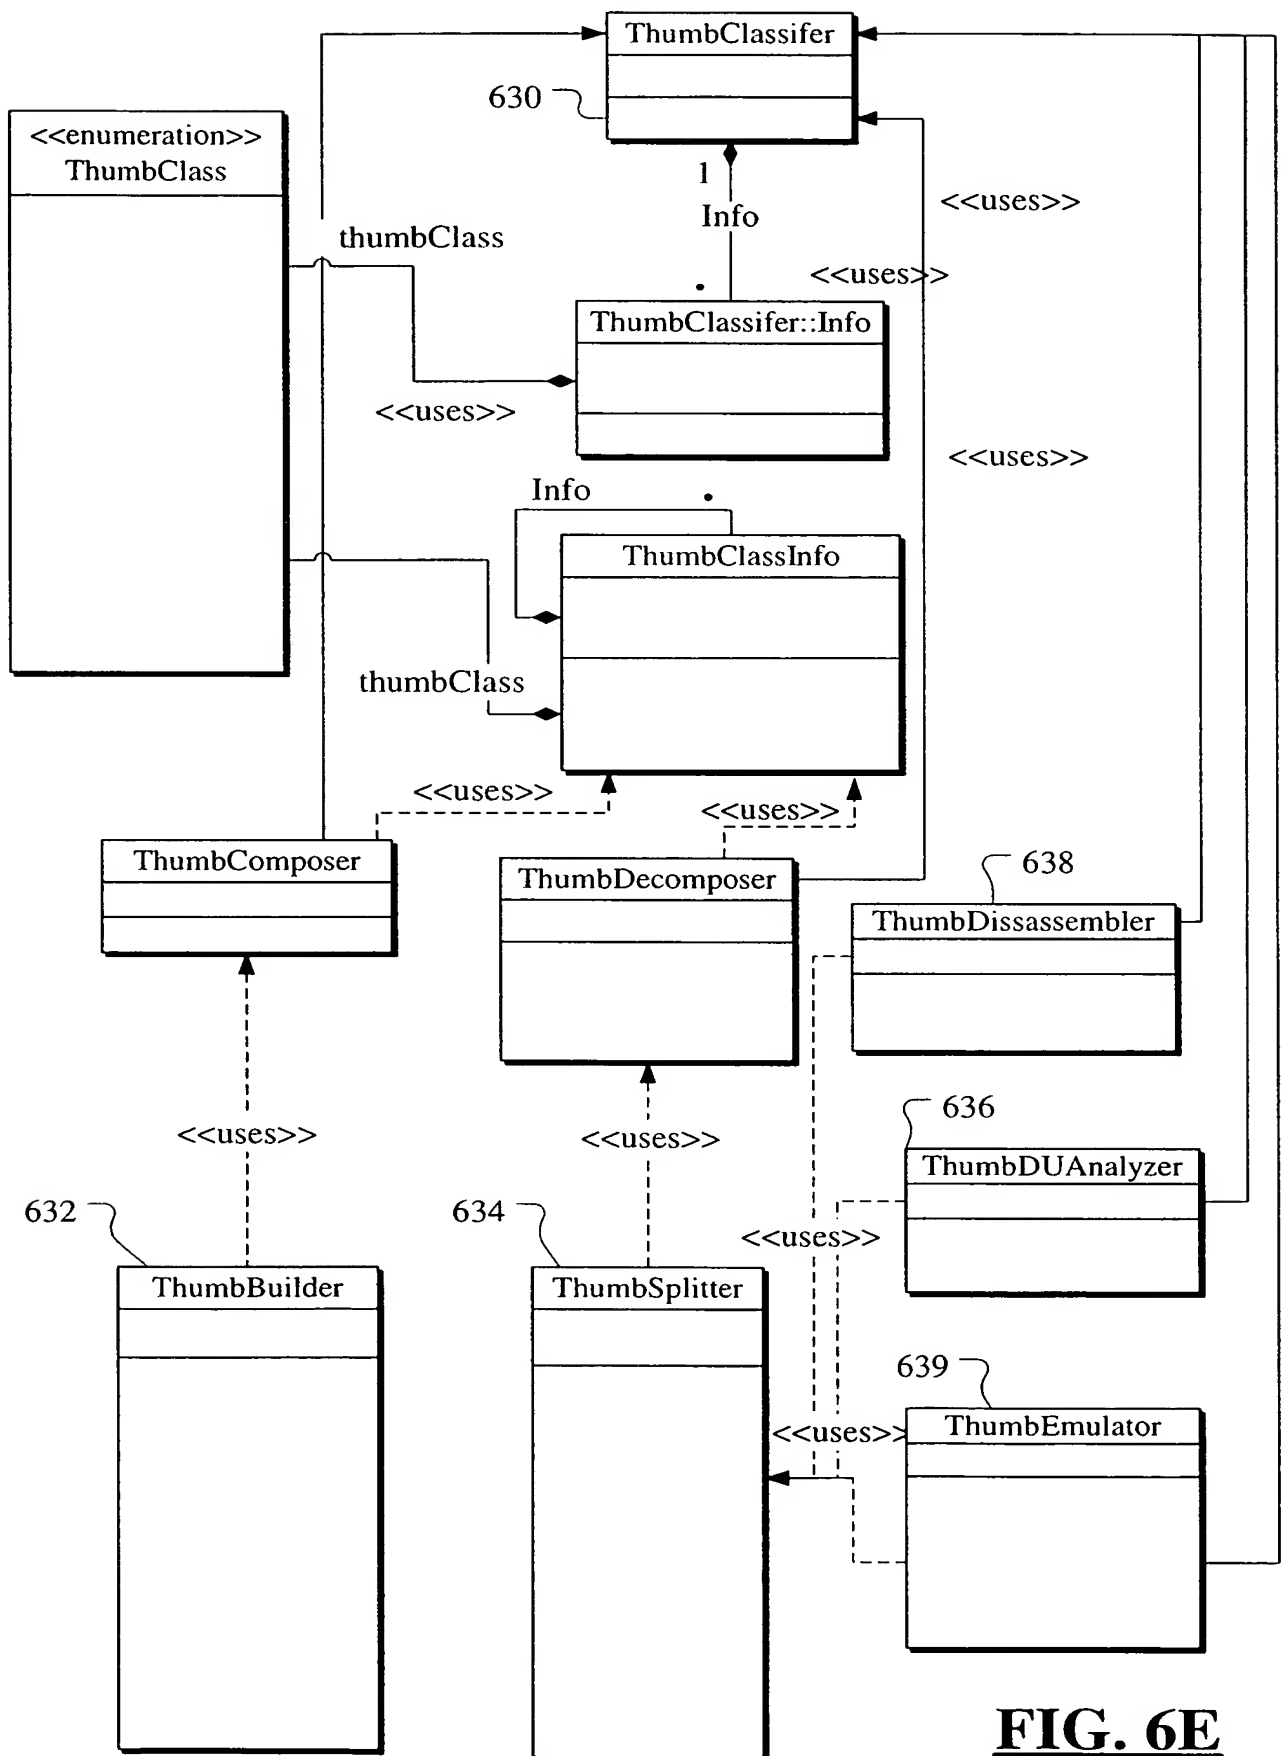 ThumbClassifer
630
<<enumeration>>
ThumbClass
1
Info
<<uses>>
thumbClass
<<uses>>
ThumbClassifer::Info
<<uses>>
<<uses>>
Info
ThumbClassInfo
thumbClass
<<uses>>
<<uses>>
ThumbComposer
ThumbDecomposer
638
ThumbDissassembler
636
<<uses>>
<<uses>>
ThumbDUAnalyzer
632
634
<<uses>>
ThumbBuilder
ThumbSplitter
639
<<uses>>
ThumbEmulator
FIG. 6E